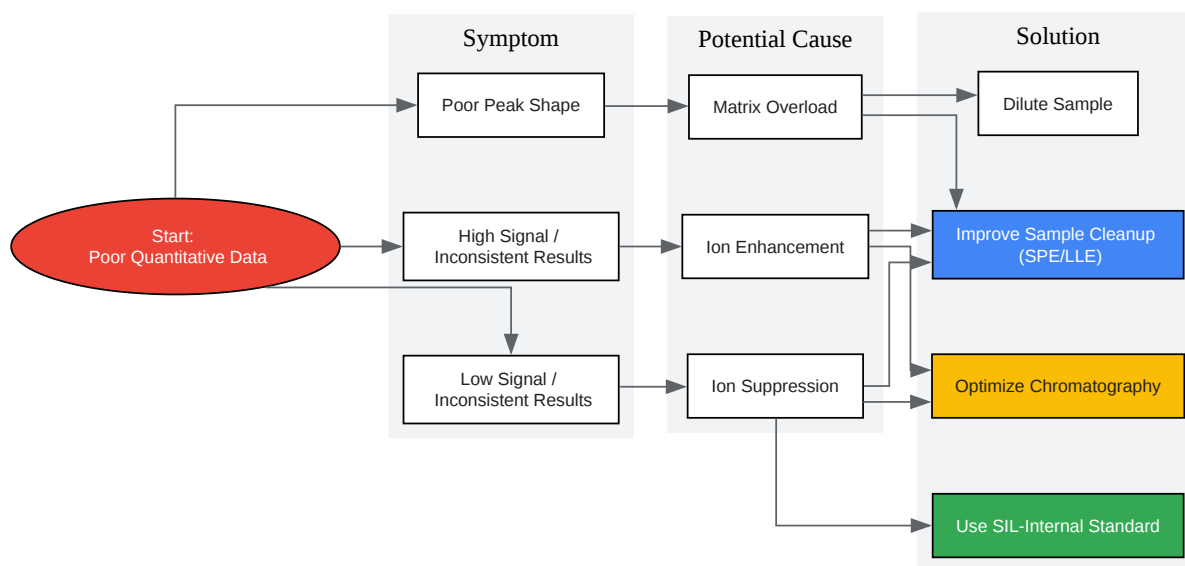 Symptom
Potential Cause
Solution
Poor Peak Shape
Matrix Overload
Dilute Sample
Start:
Poor Quantitative Data
High Signal /
Inconsistent Results
Ion Enhancement
Improve Sample Cleanup
(SPE/LLE)
Low Signal /
Inconsistent Results
Ion Suppression
Optimize Chromatography
Use SIL-Internal Standard